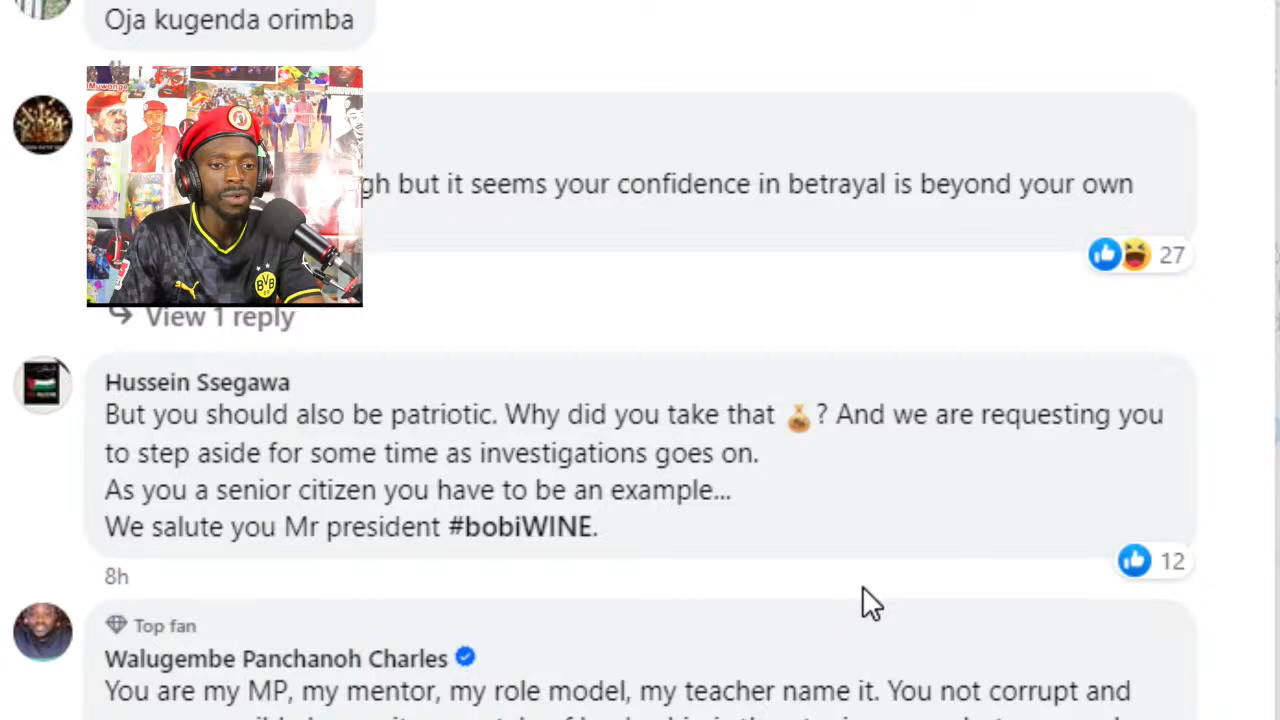 Oja kugenda orimba
Muwonge
JBMUWONGE
gh but it seems your confidence in betrayal is beyond your own
BVB
27
View 1 reply
Hussein Ssegawa
But you should also be patriotic. Why did you take that 💰? And we are requesting you
to step aside for some time as investigations goes on.
As you a senior citizen you have to be an example...
We salute you Mr president #bobiWINE.
12
8h
Top fan
Walugembe Panchanoh Charles
You are my MP, my mentor, my role model, my teacher name it. You not corrupt and